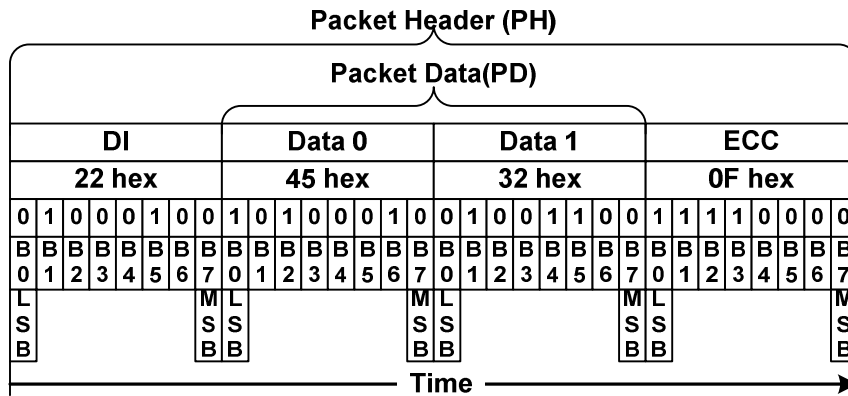 Packet Header (PH)
Packet Data(PD)
DI Data 0 Data 1 ECC
22 hex 45 hex 32 hex 0F hex
0 1 0 0 0 1 0 0 1 0 1 0 0 0 1 0 0 1 0 0 1 1 0 0 1 1 1 1 0 0 0 0
B0 B1 B2 B3 B4 B5 B6 B7 B0 B1 B2 B3 B4 B5 B6 B7 B0 B1 B2 B3 B4 B5 B6 B7 B0 B1 B2 B3 B4 B5 B6 B7
LSB MSB LSB MSB LSB MSB LSB MSB
Time